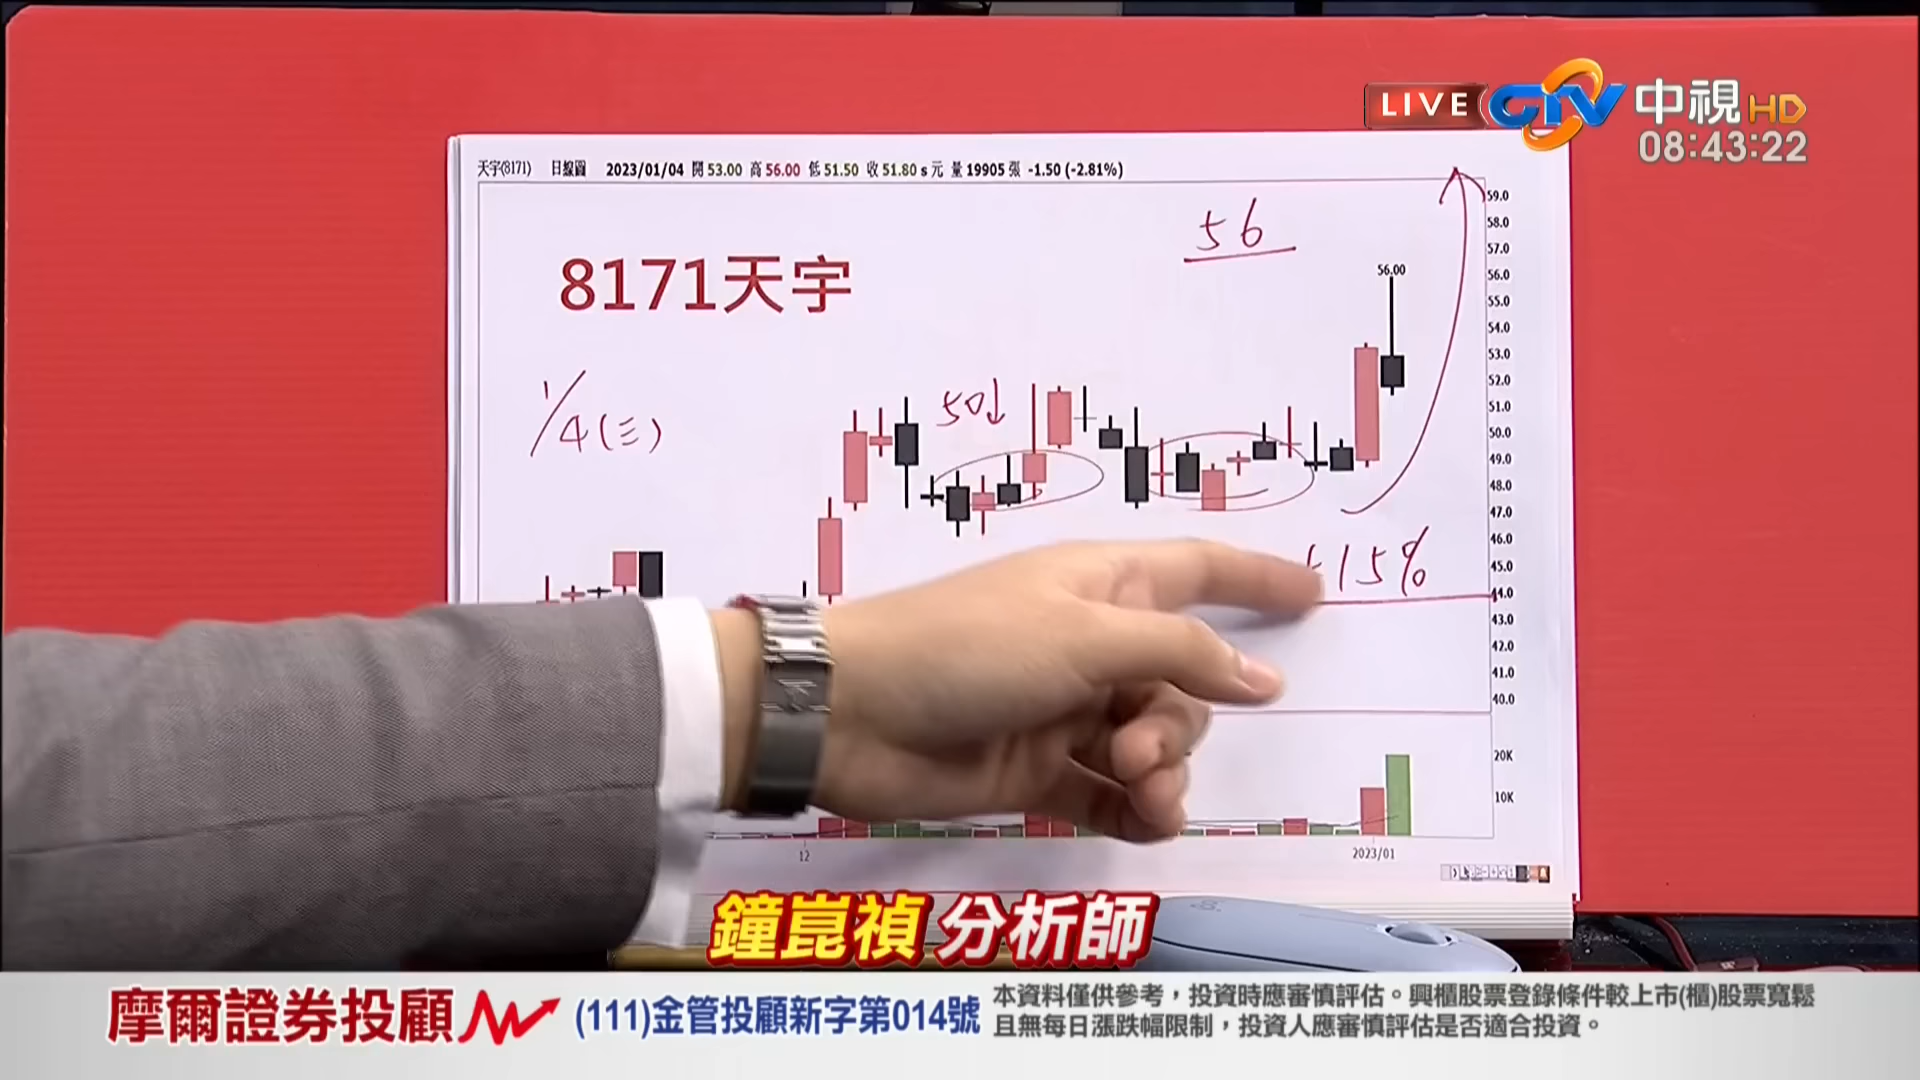 LIVE CTV 中視HD
08:43:22
天宇(8171) 日線圖 2023/01/04 開 53.00 高 56.00 低 51.50 收 51.80 s 元 量 19905 張 -1.50 (-2.81%)
59.0
58.0
57.0
56.0
55.0
54.0
53.0
52.0
51.0
50.0
49.0
48.0
47.0
46.0
45.0
44.0
43.0
42.0
41.0
40.0
56
56.00
8171天宇
1/4(三)
50↓
+15%
20K
10K
12
2023/01
鐘崑禎 分析師
摩爾證券投顧 (111)金管投顧新字第014號
本資料僅供參考，投資時應審慎評估。興櫃股票登錄條件較上市(櫃)股票寬鬆
且無每日漲跌幅限制，投資人應審慎評估是否適合投資。